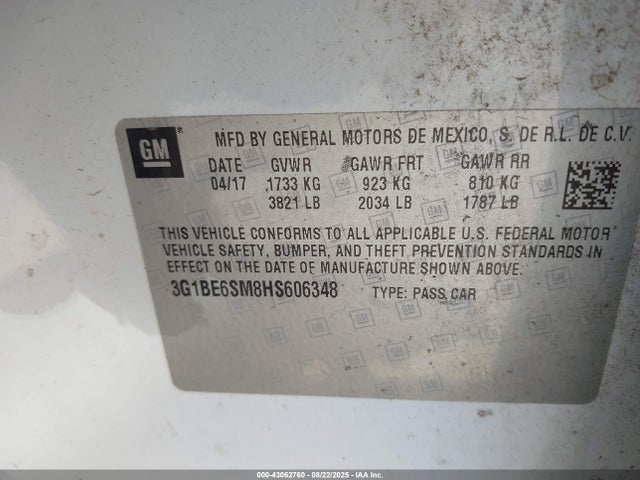 GM
MFD BY GENERAL MOTORS DE MEXICO, S. DE R.L. DE C.V.
DATE GVWR GAWR FRT GAWR RR
04/17 1733 KG 923 KG 810 KG
3821 LB 2034 LB 1787 LB
THIS VEHICLE CONFORMS TO ALL APPLICABLE U.S. FEDERAL MOTOR
VEHICLE SAFETY, BUMPER, AND THEFT PREVENTION STANDARDS IN
EFFECT ON THE DATE OF MANUFACTURE SHOWN ABOVE.
3G1BE6SM8HS606348 TYPE: PASS CAR
000-43062760 - 08/22/2025 - IAA Inc.